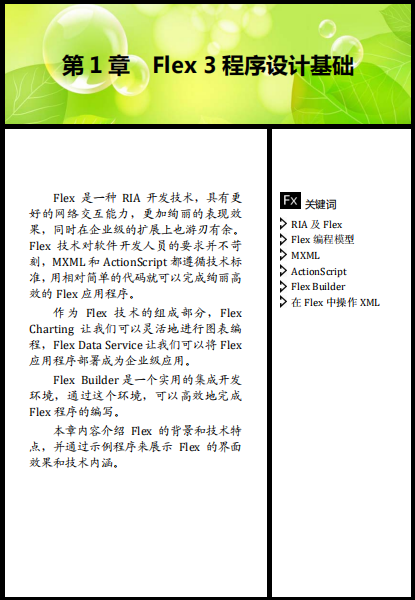 第 1 章　Flex 3 程序设计基础
Flex 是一种 RIA 开发技术，具有更
好的网络交互能力，更加绚丽的表现效
果，同时在企业级的扩展上也游刃有余。
Flex 技术对软件开发人员的要求并不苛
刻，MXML 和 ActionScript 都遵循技术标
准，用相对简单的代码就可以完成绚丽高
效的 Flex 应用程序。
作为 Flex 技术的组成部分，Flex
Charting 让我们可以灵活地进行图表编
程，Flex Data Service 让我们可以将 Flex
应用程序部署成为企业级应用。
Flex Builder 是一个实用的集成开发
环境，通过这个环境，可以高效地完成
Flex 程序的编写。
本章内容介绍 Flex 的背景和技术特
点，并通过示例程序来展示 Flex 的界面
效果和技术内涵。
Fx 关键词
RIA 及 Flex
Flex 编程模型
MXML
ActionScript
Flex Builder
在 Flex 中操作 XML